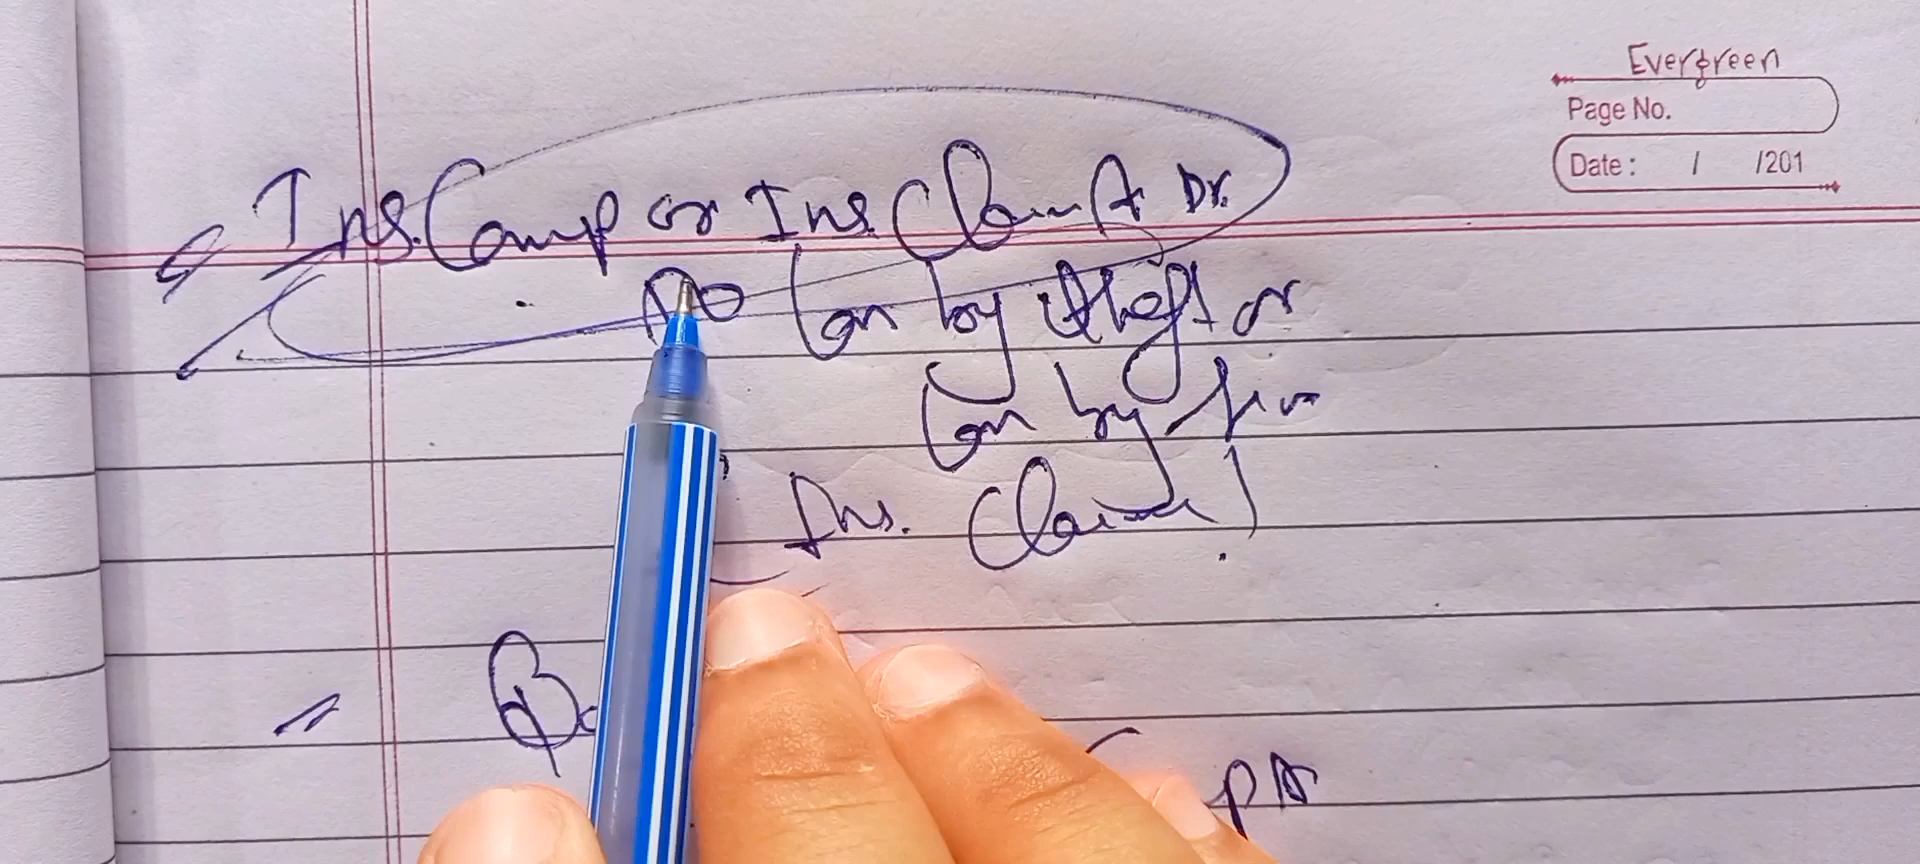 Evergreen
Page No.
Date : / /201
Ins. Comp or Ins. Claim A Dr.
To Loss by theft or
Loss by fire
Ins. Claim